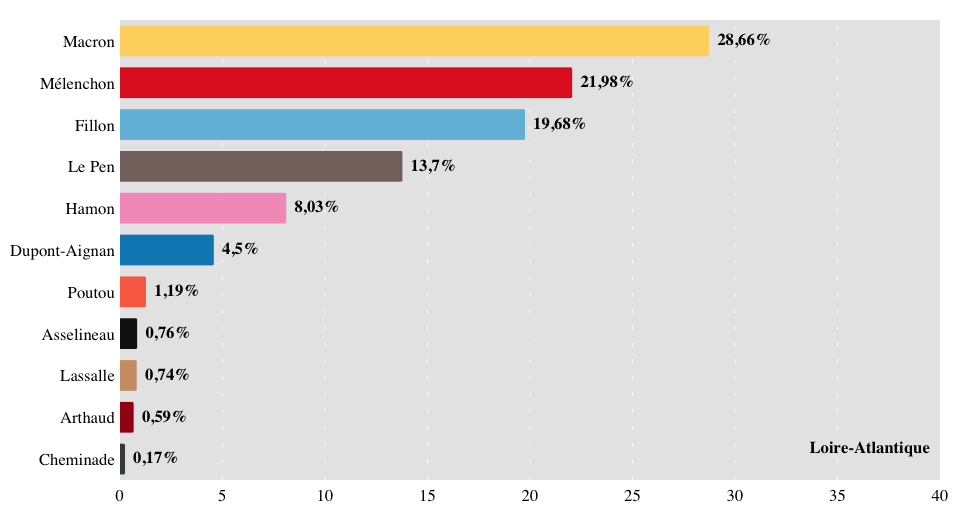 Macron 28,66%
Mélenchon 21,98%
Fillon 19,68%
Le Pen 13,7%
Hamon 8,03%
Dupont-Aignan 4,5%
Poutou 1,19%
Asselineau 0,76%
Lassalle 0,74%
Arthaud 0,59%
Loire-Atlantique
Cheminade 0,17%
0 5 10 15 20 25 30 35 40